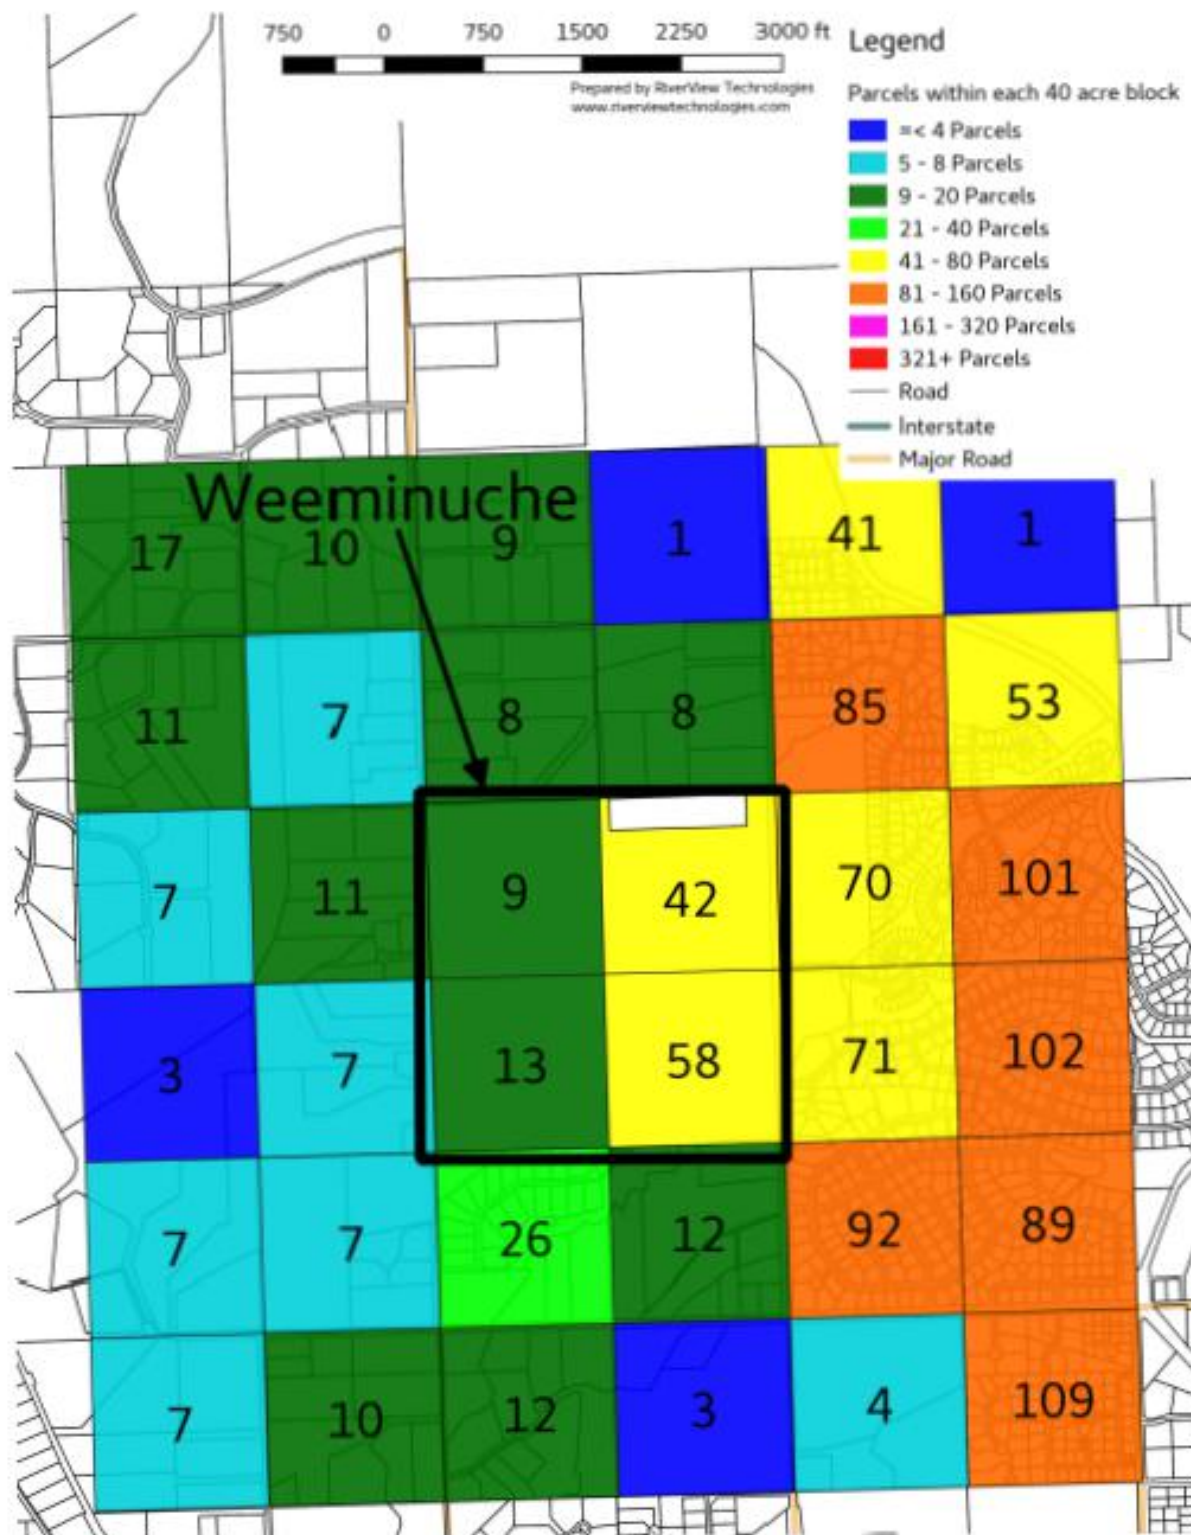 750 0 750 1500 2250 3000 ft
Prepared by RiverView Technologies
www.riverviewtechnologies.com
Legend
Parcels within each 40 acre block
=< 4 Parcels
5 - 8 Parcels
9 - 20 Parcels
21 - 40 Parcels
41 - 80 Parcels
81 - 160 Parcels
161 - 320 Parcels
321+ Parcels
Road
Interstate
Major Road
Weeminuche
17 10 9 1 41 1
11 7 8 8 85 53
7 11 9 42 70 101
3 7 13 58 71 102
7 7 26 12 92 89
7 10 12 3 4 109